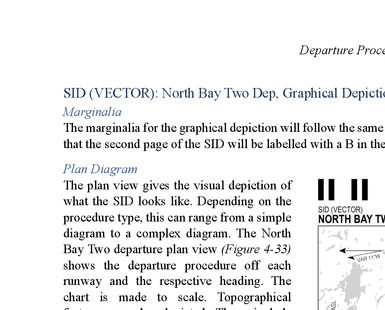 Departure Proce
SID (VECTOR): North Bay Two Dep, Graphical Depictio
Marginalia
The marginalia for the graphical depiction will follow the same
that the second page of the SID will be labelled with a B in the
Plan Diagram
The plan view gives the visual depiction of
what the SID looks like. Depending on the
procedure type, this can range from a simple
diagram to a complex diagram. The North
Bay Two departure plan view (Figure 4-33)
shows the departure procedure off each
runway and the respective heading. The
chart is made to scale. Topographical
SID (VECTOR)
NORTH BAY TW
VAR 11°W